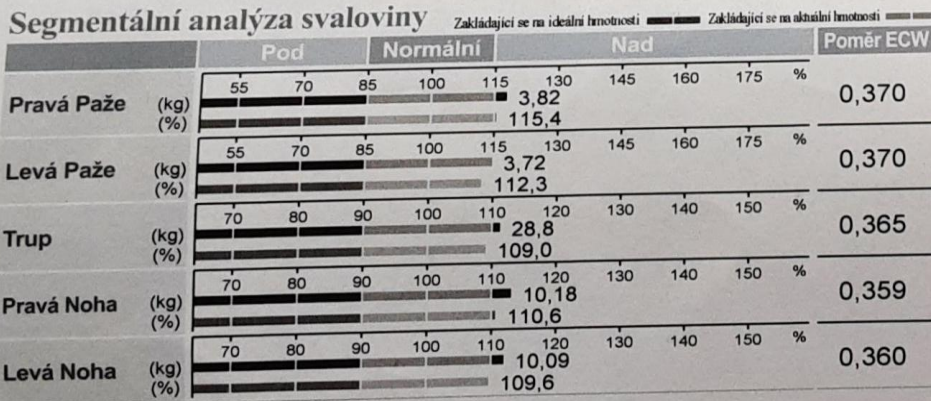 Segmentální analýza svaloviny Zakládající se na ideální hmotnosti Zakládající se na aktuální hmotnosti
Pod Normální Nad Poměr ECW
55 70 85 100 115 130 145 160 175 %
Pravá Paže (kg) 3,82 0,370
(%) 115,4
55 70 85 100 115 130 145 160 175 %
Levá Paže (kg) 3,72 0,370
(%) 112,3
70 80 90 100 110 120 130 140 150 %
Trup (kg) 28,8 0,365
(%) 109,0
70 80 90 100 110 120 130 140 150 %
Pravá Noha (kg) 10,18 0,359
(%) 110,6
70 80 90 100 110 120 130 140 150 %
Levá Noha (kg) 10,09 0,360
(%) 109,6